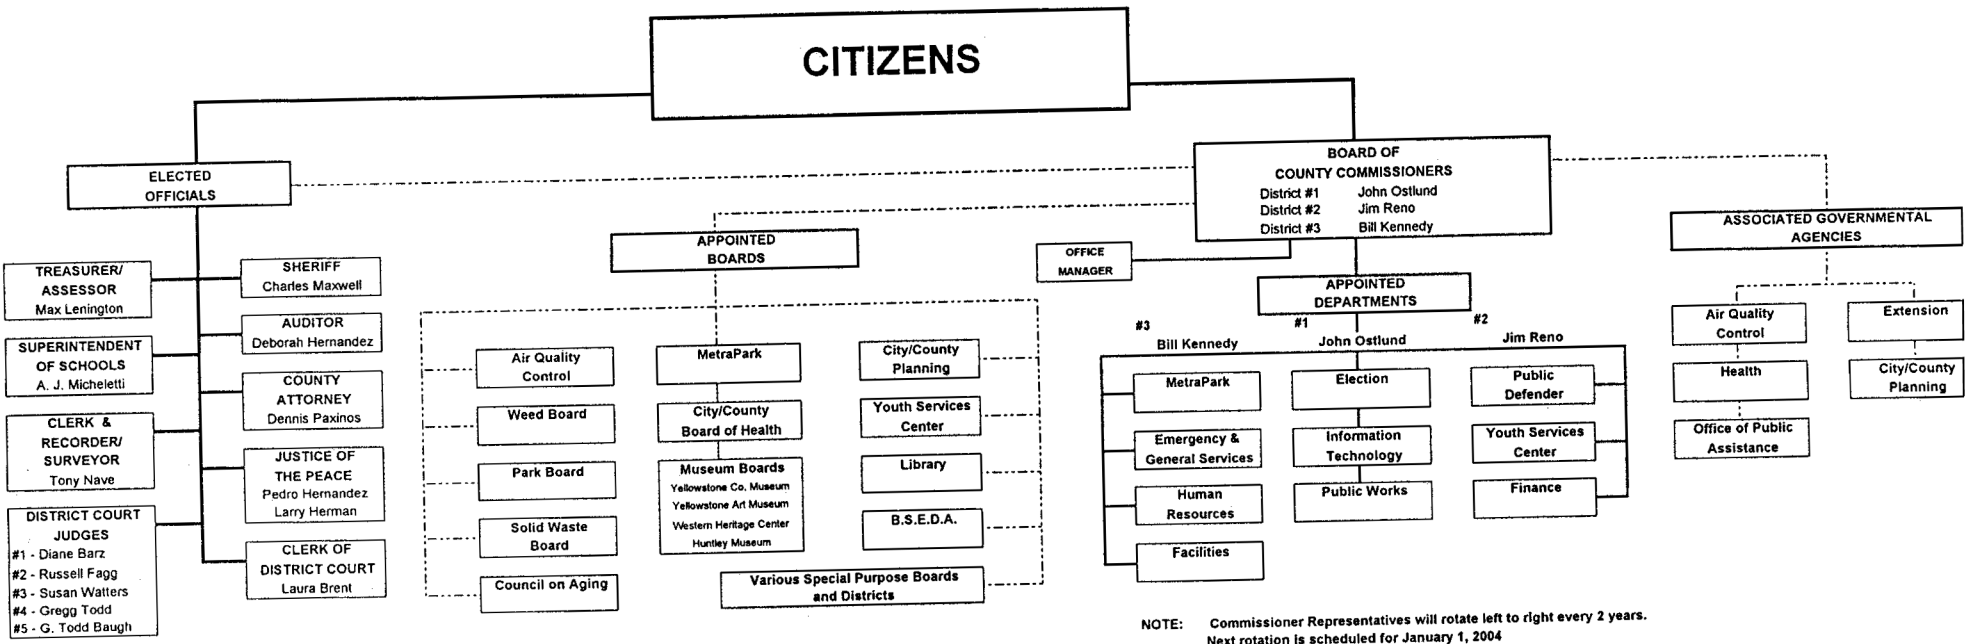 CITIZENS
ELECTED
OFFICIALS
BOARD OF
COUNTY COMMISSIONERS
District #1 John Ostlund
District #2 Jim Reno
District #3 Bill Kennedy
ASSOCIATED GOVERNMENTAL
AGENCIES
APPOINTED
BOARDS
OFFICE
MANAGER
APPOINTED
DEPARTMENTS
TREASURER/
ASSESSOR
Max Lenington
SHERIFF
Charles Maxwell
SUPERINTENDENT
OF SCHOOLS
A. J. Micheletti
AUDITOR
Deborah Hernandez
CLERK &
RECORDER/
SURVEYOR
Tony Nave
COUNTY
ATTORNEY
Dennis Paxinos
JUSTICE OF
THE PEACE
Pedro Hernandez
Larry Herman
DISTRICT COURT
JUDGES
#1 - Diane Barz
#2 - Russell Fagg
#3 - Susan Watters
#4 - Gregg Todd
#5 - G. Todd Baugh
CLERK OF
DISTRICT COURT
Laura Brent
Air Quality
Control
Weed Board
Park Board
Solid Waste
Board
Council on Aging
MetraPark
City/County
Board of Health
Museum Boards
Yellowstone Co. Museum
Yellowstone Art Museum
Western Heritage Center
Huntley Museum
City/County
Planning
Youth Services
Center
Library
B.S.E.D.A.
Various Special Purpose Boards
and Districts
#3
Bill Kennedy
MetraPark
Emergency &
General Services
Human
Resources
Facilities
#1
John Ostlund
Election
Information
Technology
Public Works
#2
Jim Reno
Public
Defender
Youth Services
Center
Finance
Air Quality
Control
Health
Office of Public
Assistance
Extension
City/County
Planning
NOTE: Commissioner Representatives will rotate left to right every 2 years.
Next rotation is scheduled for January 1, 2004